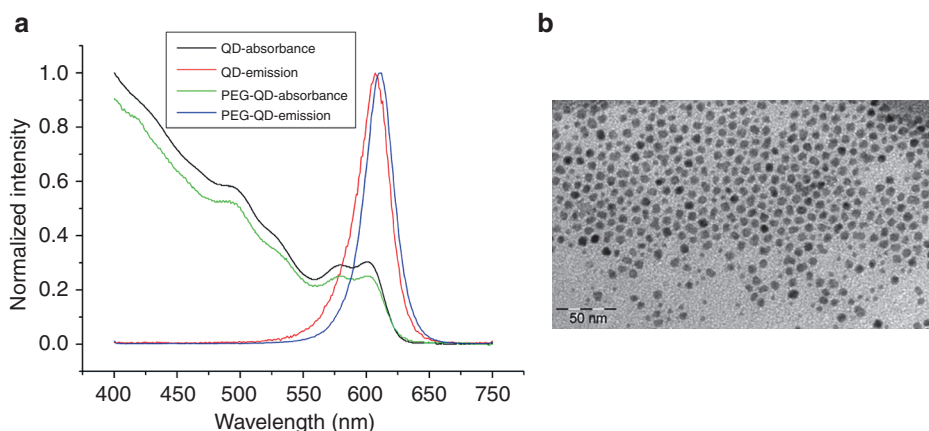 a
QD-absorbance
QD-emission
PEG-QD-absorbance
PEG-QD-emission
1.0
0.8
0.6
0.4
0.2
0.0
Normalized intensity
400 450 500 550 600 650 750
Wavelength (nm)
b
50 nm